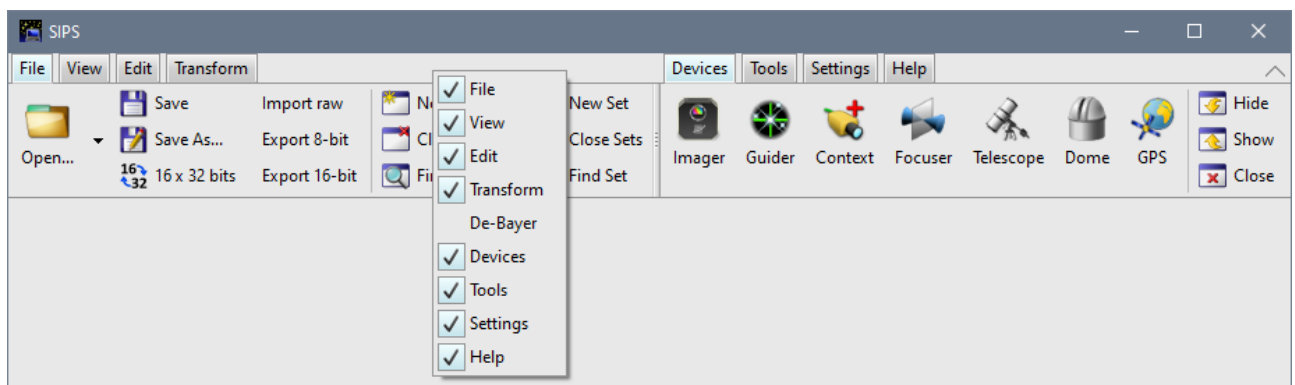 SIPS
File View Edit Transform
Devices Tools Settings Help
Open...
Save
Save As...
16 32 16 x 32 bits
Import raw
Export 8-bit
Export 16-bit
New Set
Close Sets
Find Set
File
View
Edit
Transform
De-Bayer
Devices
Tools
Settings
Help
Imager Guider Context Focuser Telescope Dome GPS
Hide
Show
Close